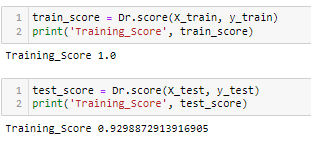 1 train_score = Dr.score(X_train, y_train)
2 print('Training_Score', train_score)
Training_Score 1.0
1 test_score = Dr.score(X_test, y_test)
2 print('Training_Score', test_score)
Training_Score 0.9298872913916905